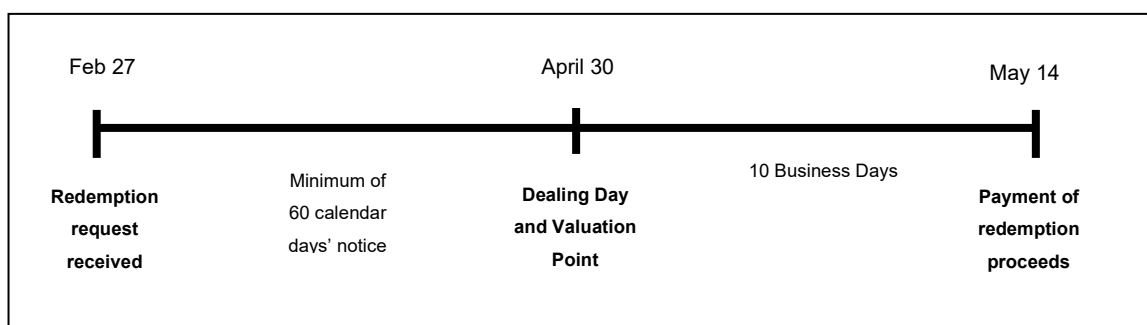 Feb 27
April 30
May 14
Redemption
request
received
Minimum of
60 calendar
days' notice
Dealing Day
and Valuation
Point
10 Business Days
Payment of
redemption
proceeds